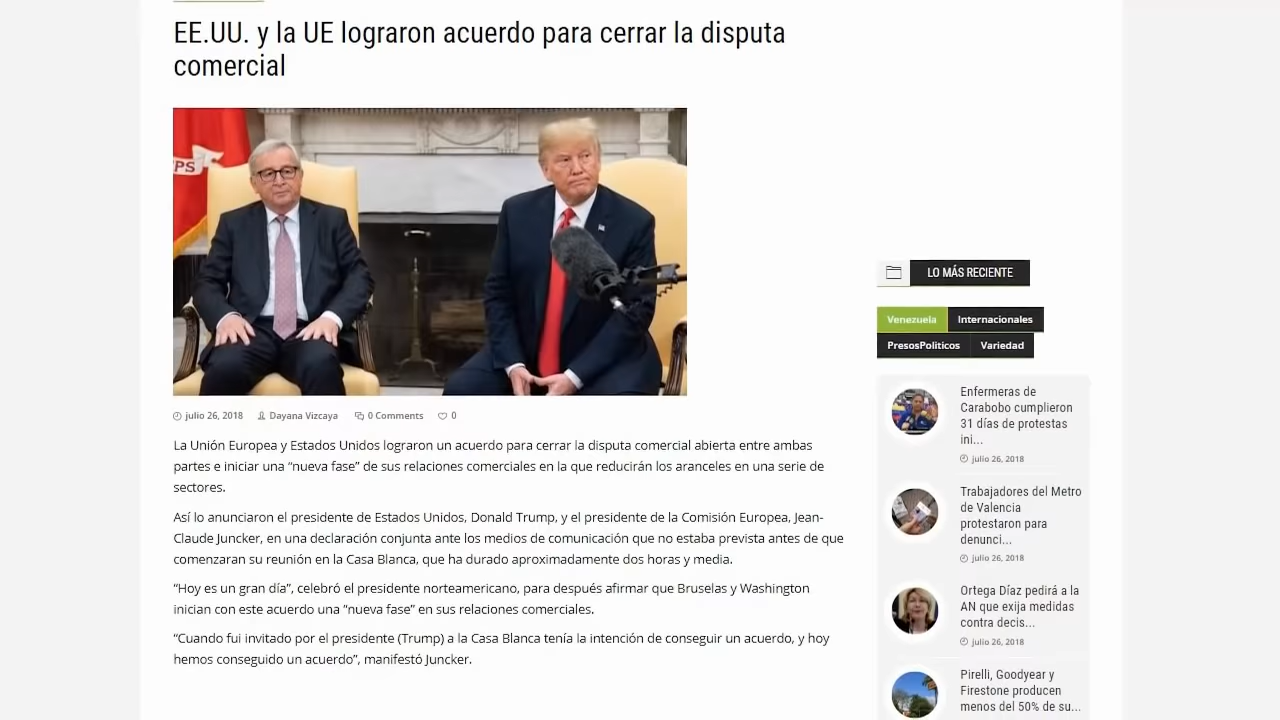 EE.UU. y la UE lograron acuerdo para cerrar la disputa
comercial
PS
julio 26, 2018 Dayana Vizcaya 0 Comments 0
La Unión Europea y Estados Unidos lograron un acuerdo para cerrar la disputa comercial abierta entre ambas
partes e iniciar una “nueva fase” de sus relaciones comerciales en la que reducirán los aranceles en una serie de
sectores.
Así lo anunciaron el presidente de Estados Unidos, Donald Trump, y el presidente de la Comisión Europea, Jean-
Claude Juncker, en una declaración conjunta ante los medios de comunicación que no estaba prevista antes de que
comenzaran su reunión en la Casa Blanca, que ha durado aproximadamente dos horas y media.
“Hoy es un gran día”, celebró el presidente norteamericano, para después afirmar que Bruselas y Washington
inician con este acuerdo una “nueva fase” en sus relaciones comerciales.
“Cuando fui invitado por el presidente (Trump) a la Casa Blanca tenía la intención de conseguir un acuerdo, y hoy
hemos conseguido un acuerdo”, manifestó Juncker.
LO MÁS RECIENTE
Venezuela Internacionales
PresosPoliticos Variedad
Enfermeras de
Carabobo cumplieron
31 días de protestas
ini...
julio 26, 2018
Trabajadores del Metro
de Valencia
protestaron para
denunci...
julio 26, 2018
Ortega Díaz pedirá a la
AN que exija medidas
contra decis...
julio 26, 2018
Pirelli, Goodyear y
Firestone producen
menos del 50% de su...